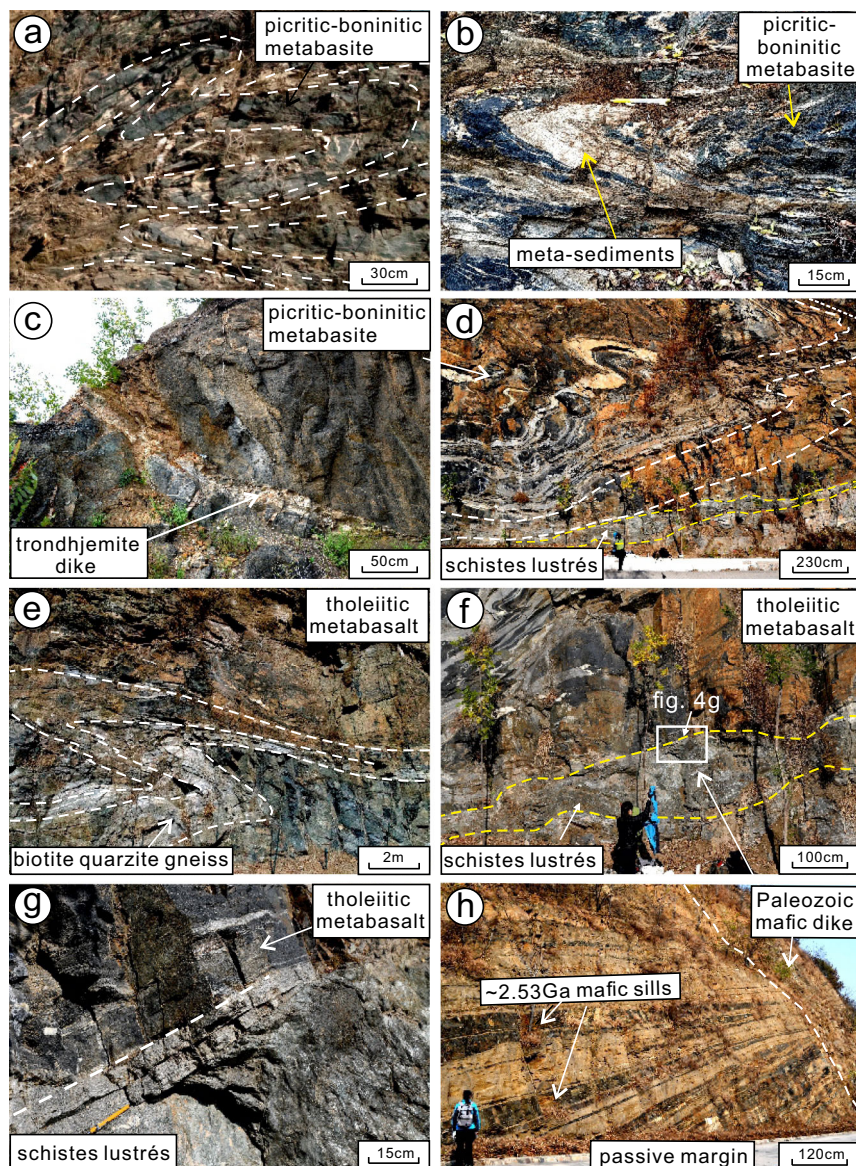 a
picritic-boninitic
metabasite
30cm
b
picritic-
boninitic
metabasite
meta-sediments
15cm
c
picritic-boninitic
metabasite
trondhjemite
dike
50cm
d
schistes lustrés
230cm
e
tholeiitic
metabasalt
biotite quarzite gneiss
2m
f
tholeiitic
metabasalt
fig. 4g
schistes lustrés
100cm
g
tholeiitic
metabasalt
schistes lustrés
15cm
h
Paleozoic
mafic dike
~2.53Ga mafic sills
passive margin
120cm